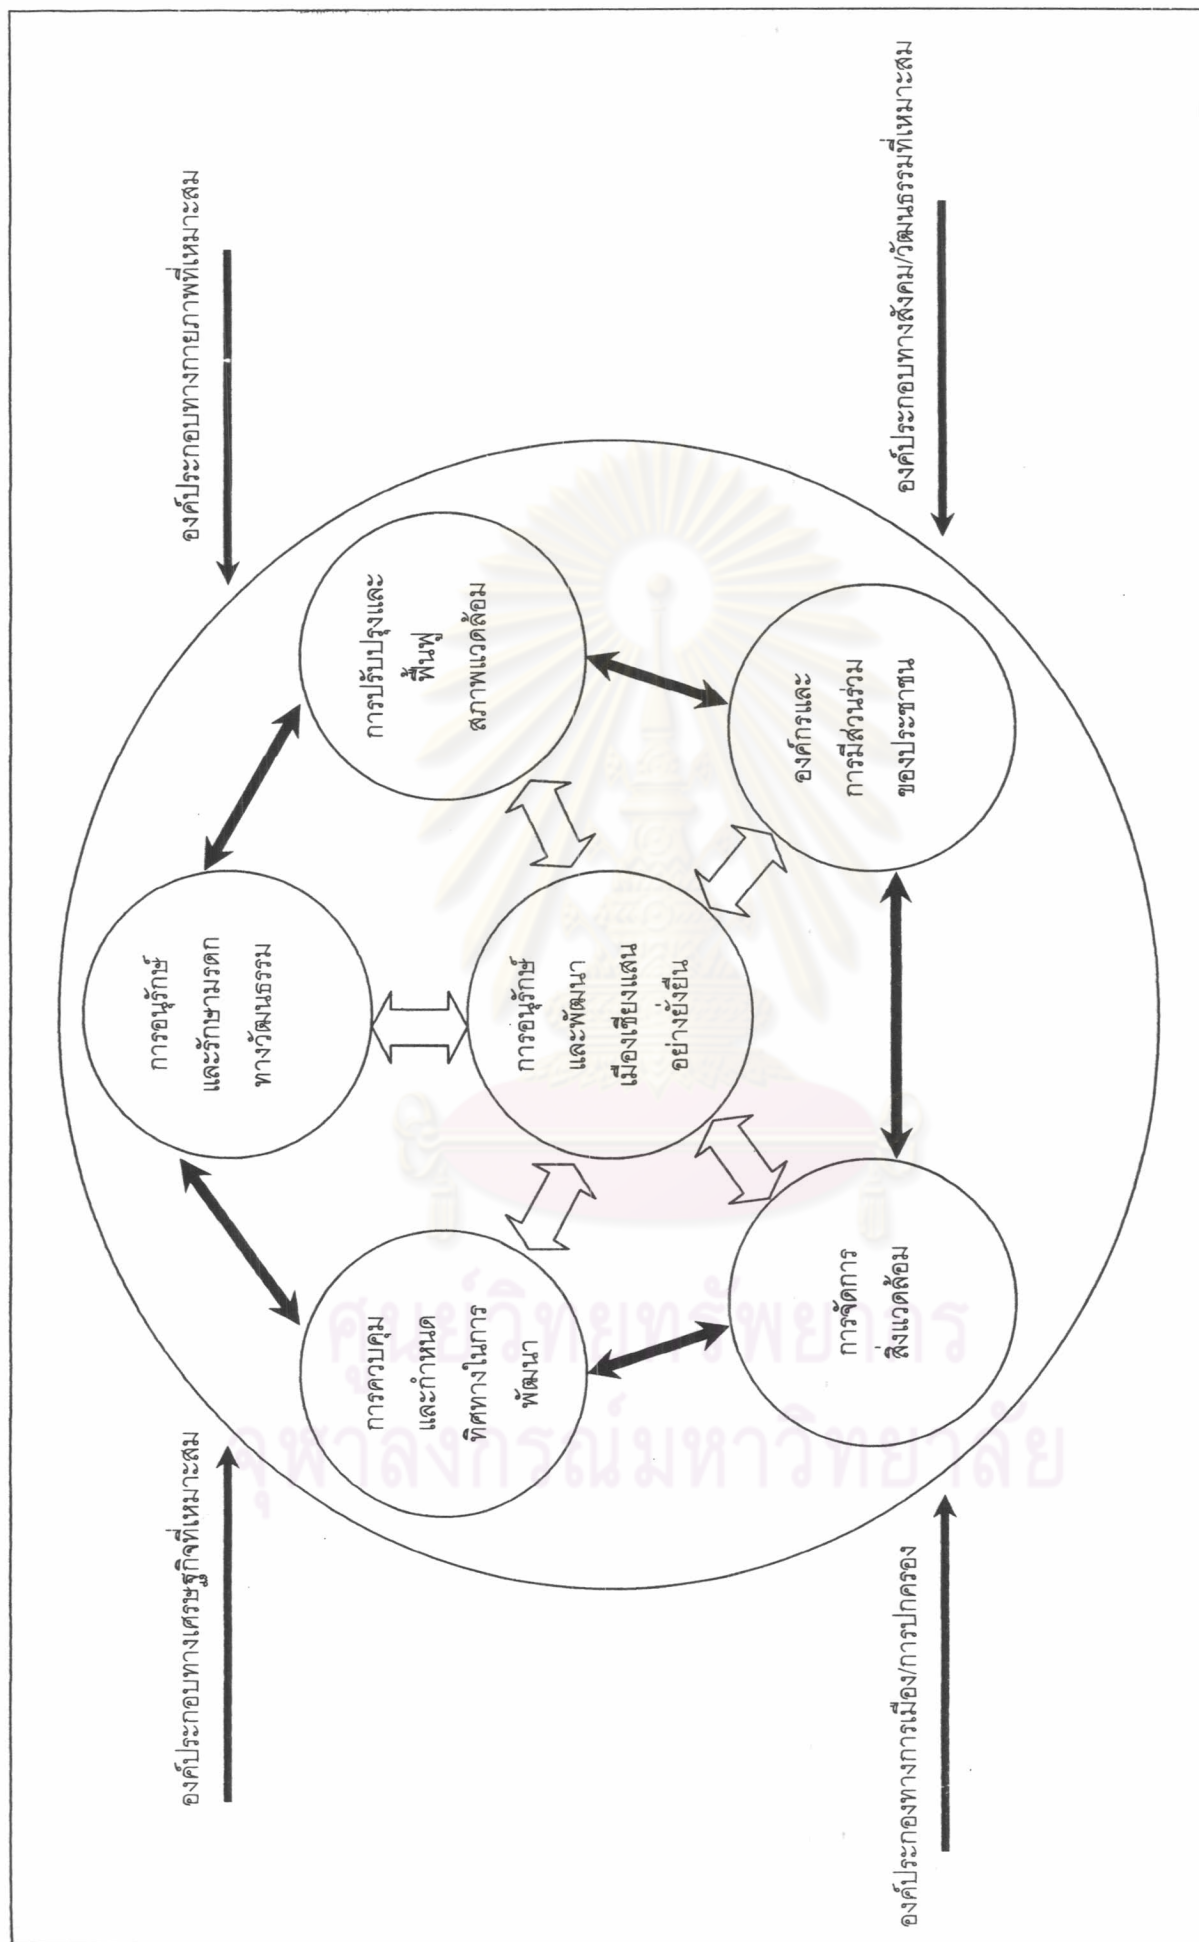 องค์ประกอบทางเศรษฐกิจที่เหมาะสม
องค์ประกอบทางกายภาพที่เหมาะสม
การอนุรักษ์
และรักษามรดก
ทางวัฒนธรรม
การควบคุม
และกำหนด
ทิศทางในการ
พัฒนา
การปรับปรุงและ
ฟื้นฟู
สภาพแวดล้อม
การอนุรักษ์
และพัฒนา
เมืองเชียงแสน
อย่างยั่งยืน
การจัดการ
สิ่งแวดล้อม
องค์กรและ
การมีส่วนร่วม
ของประชาชน
องค์ประกองทางการเมือง/การปกครอง
องค์ประกอบทางสังคม/วัฒนธรรมที่เหมาะสม
ศูนย์วิทยทรัพยากร
จุฬาลงกรณ์มหาวิทยาลัย